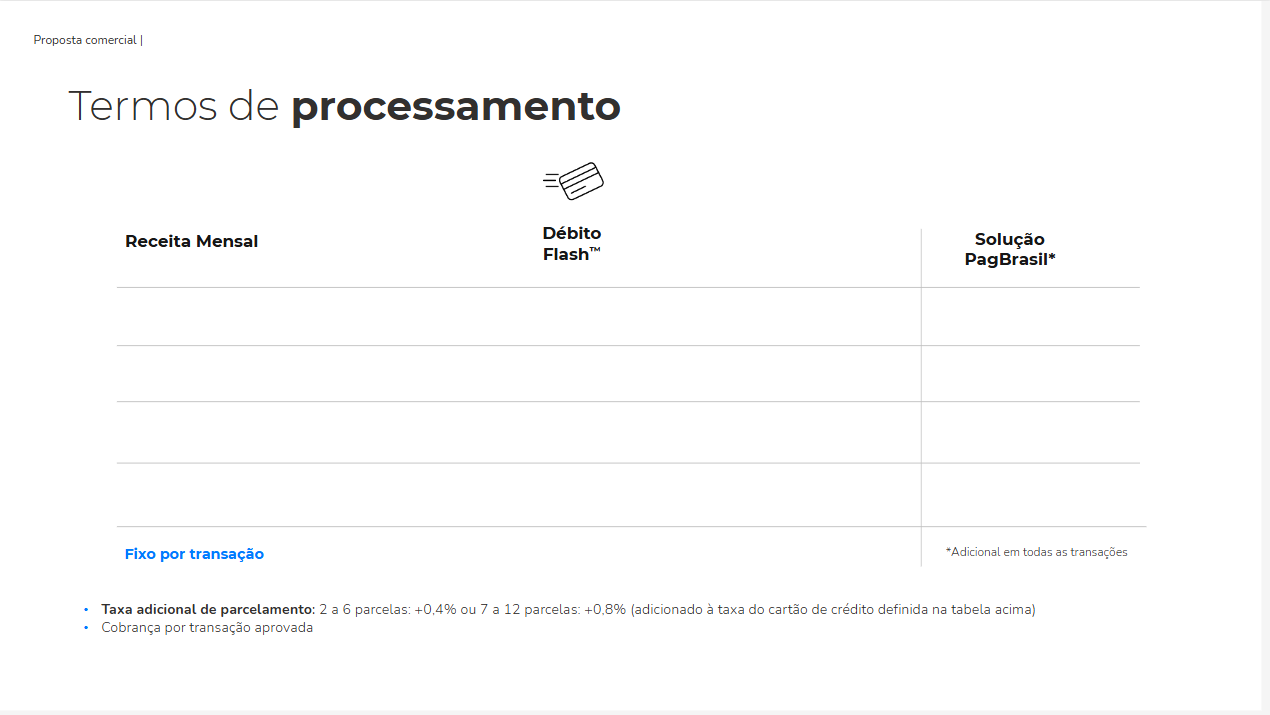 Proposta comercial |
Termos de processamento
Receita Mensal
Débito
Flash™
Solução
PagBrasil*
Fixo por transação
*Adicional em todas as transações
• Taxa adicional de parcelamento: 2 a 6 parcelas: +0,4% ou 7 a 12 parcelas: +0,8% (adicionado à taxa do cartão de crédito definida na tabela acima)
• Cobrança por transação aprovada